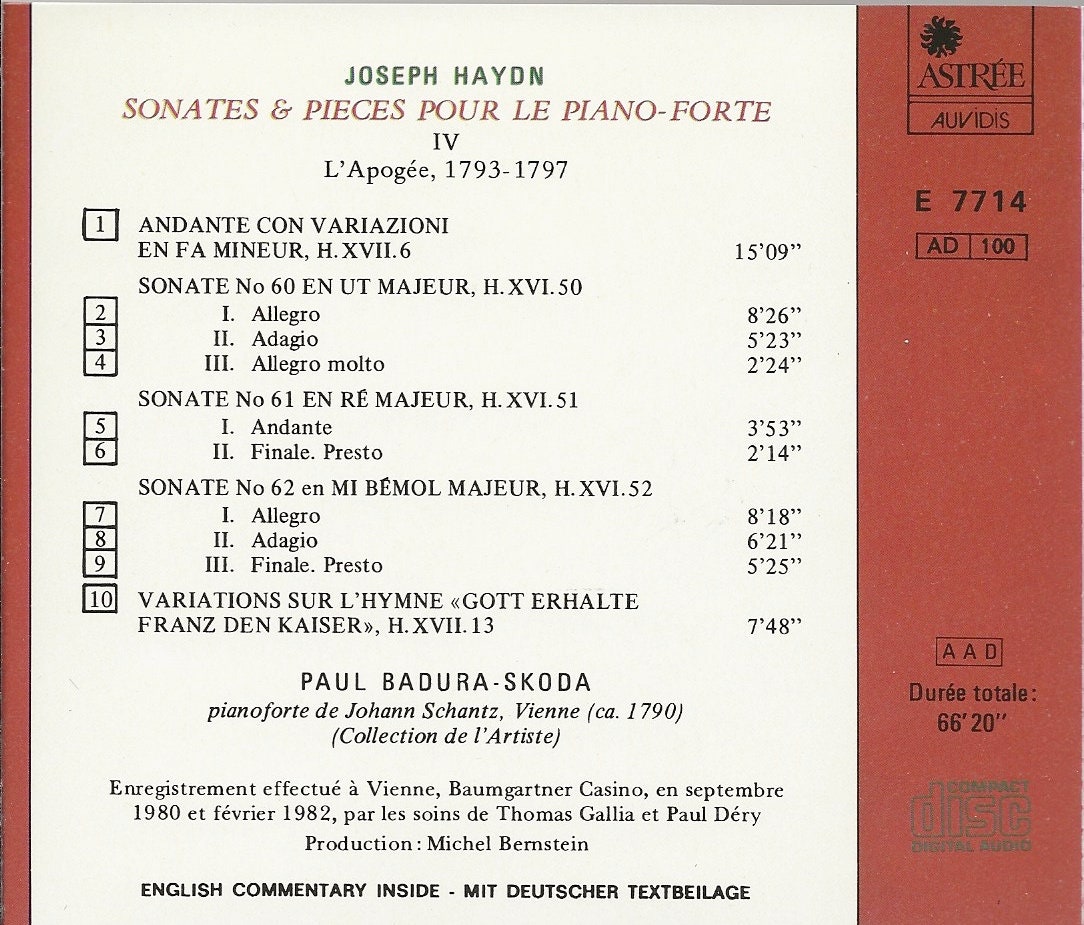 JOSEPH HAYDN
SONATES & PIECES POUR LE PIANO-FORTE
IV
L'Apogée, 1793-1797
1 ANDANTE CON VARIAZIONI
EN FA MINEUR, H.XVII.6 15'09”
SONATE No 60 EN UT MAJEUR, H.XVI.50
2 I. Allegro 8'26”
3 II. Adagio 5'23”
4 III. Allegro molto 2'24”
SONATE No 61 EN RÉ MAJEUR, H.XVI.51
5 I. Andante 3'53”
6 II. Finale. Presto 2'14”
SONATE No 62 en MI BÉMOL MAJEUR, H.XVI.52
7 I. Allegro 8'18”
8 II. Adagio 6'21”
9 III. Finale. Presto 5'25”
10 VARIATIONS SUR L'HYMNE «GOTT ERHALTE
FRANZ DEN KAISER», H.XVII.13 7'48”
PAUL BADURA-SKODA
pianoforte de Johann Schantz, Vienne (ca. 1790)
(Collection de l'Artiste)
Enregistrement effectué à Vienne, Baumgartner Casino, en septembre
1980 et février 1982, par les soins de Thomas Gallia et Paul Déry
Production: Michel Bernstein
ENGLISH COMMENTARY INSIDE - MIT DEUTSCHER TEXTBEILAGE
ASTRÉE
AUVIDIS
E 7714
AD 100
AAD
Durée totale:
66'20”
COMPACT
disc
DIGITAL AUDIO